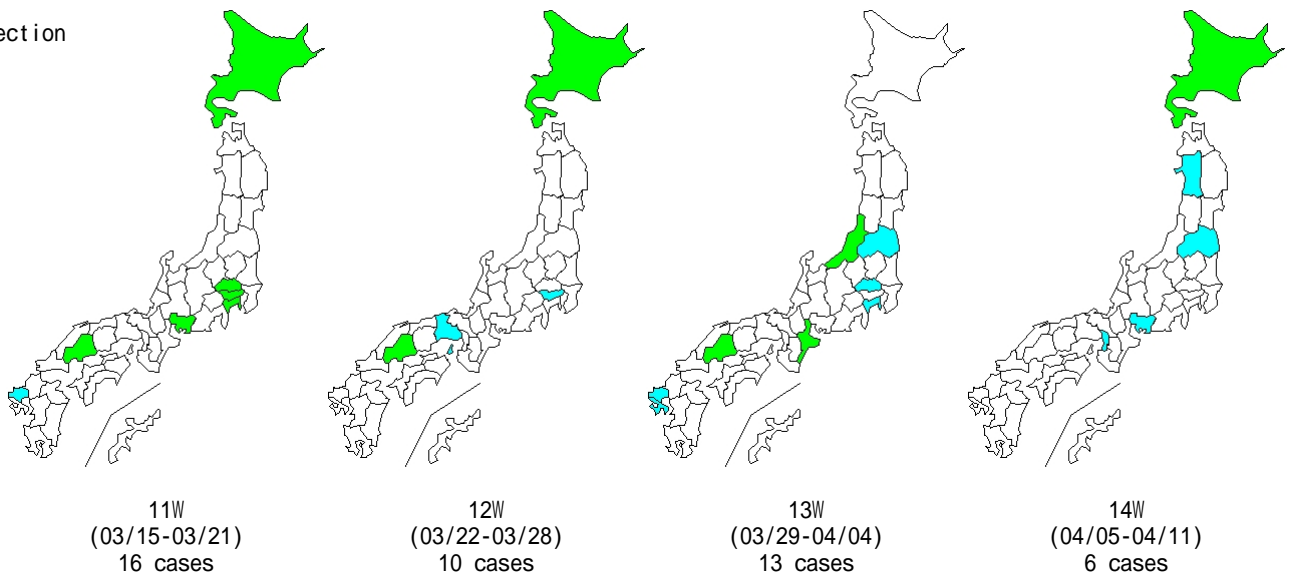 ection
11W
(03/15-03/21)
16 cases
12W
(03/22-03/28)
10 cases
13W
(03/29-04/04)
13 cases
14W
(04/05-04/11)
6 cases